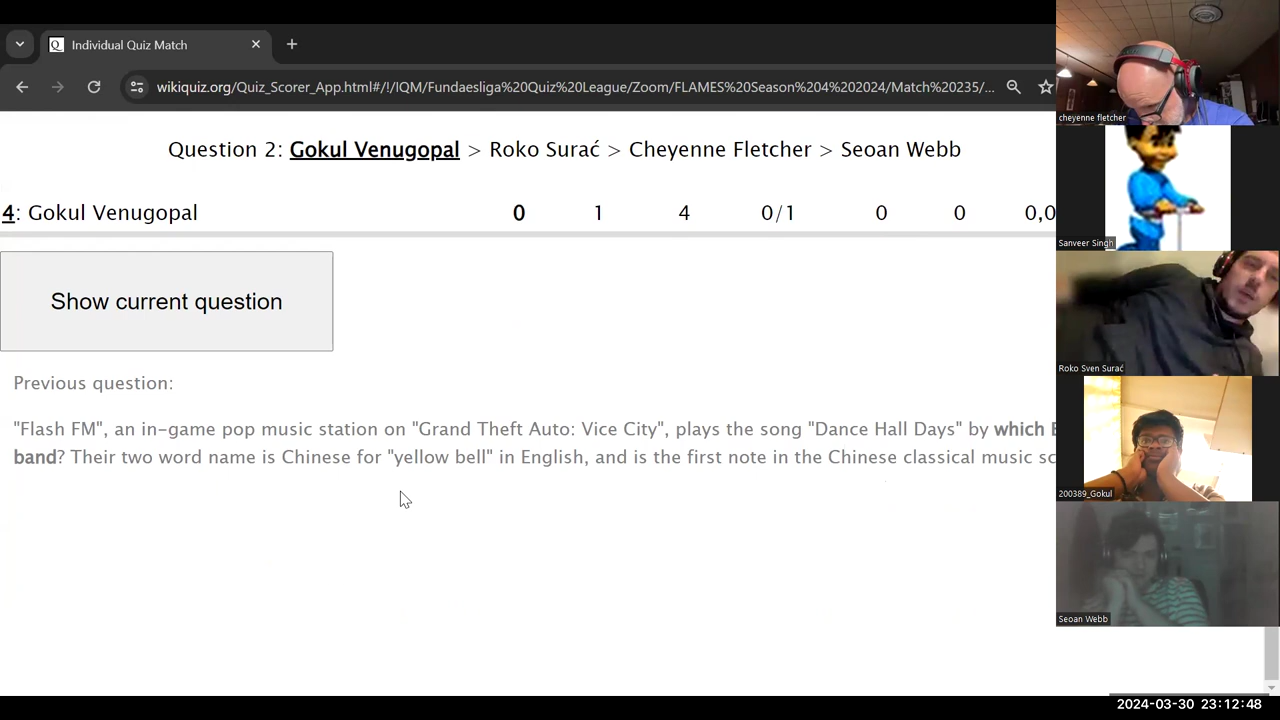 Individual Quiz Match
wikiquiz.org/Quiz_Scorer_App.html#/!/IQM/Fundaesliga%20Quiz%20League/Zoom/FLAMES%20Season%204%202024/Match%20235/...
Question 2: Gokul Venugopal > Roko Surać > Cheyenne Fletcher > Seoan Webb
4: Gokul Venugopal 0 1 4 0/1 0 0 0,0
Show current question
Previous question:
"Flash FM", an in-game pop music station on "Grand Theft Auto: Vice City", plays the song "Dance Hall Days" by which
band? Their two word name is Chinese for "yellow bell" in English, and is the first note in the Chinese classical music
cheyenne fletcher
Sanveer Singh
Roko Sven Surać
200389_Gokul
Seoan Webb
2024-03-30 23:12:48